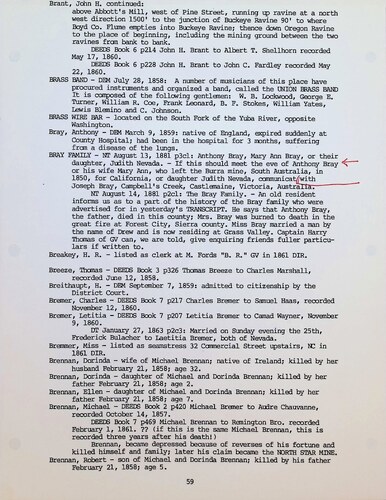 Brant, John H. continued:
above Abbott's Mill, west of Pine Street, running up ravine at a north
west direction 1500' to the junction of Buckeye Ravine 90' to where
Boyd Co. Flume empties into Buckeye Ravine; thence down Oregon Ravine
to the place of beginning, including the mining ground between the two
ravines from bank to bank.
DEEDS Book 6 p214 John H. Brant to Albert T. Shellhorn recorded
May 17, 1860.
DEEDS Book 6 p228 John H. Brant to John C. Fardley recorded May
22, 1860.
BRASS BAND - DEM July 28, 1858: A number of musicians of this place have
procured instruments and organized a band, called the UNION BRASS BAND
It is composed of the following gentlemen: W. B. Lockwood, George E.
Turner, William R. Coe, Frank Leonard, B. F. Stokes, William Yates,
Lewis Blemino and C. Johnson.
BRASS WIRE BAR - located on the South Fork of the Yuba River, opposite
Washington.
Bray, Anthony - DEM March 9, 1859: native of England, expired suddenly at
County Hospital; had been in the hospital for 3 months, suffering
from a disease of the lungs.
BRAY FAMILY - NT August 13, 1881 p3c1: Anthony Bray, Mary Ann Bray, or their
daughter, Judith Nevada. - If this should meet the eve of Anthony Bray
or his wife Mary Ann, who left the Burra mine, South Australia, in
1850, for California, or daughter Judith Nevada, communicat with
Joseph Bray, Campbell's Creek, Castlemaine, Victoria, Australia.
NT August 14, 1881 p2c1: The Bray Family. - An old resident
informs us as to a part of the history of the Bray family who were
advertised for in yesterday's TRANSCRIPT. He says that Anthony Bray,
the father, died in this county; Mrs. Bray was burned to death in the
great fire at Forest City, Sierra county. Miss Bray married a man by
the name of Drew and is now residing at Grass Valley. Captain Harry
Thomas of GV can, we are told, give enquiring friends fuller particu-
lars if written to.
Breakey, H. R. - listed as clerk at M. Fords "B. R." GV in 1861 DIR.
Breeze, Thomas - DEEDS Book 3 p326 Thomas Breeze to Charles Marshall,
recorded June 12, 1858.
Breithaupt, H. - DEM September 7, 1859: admitted to citizenship by the
District Court.
Bremer, Charles - DEEDS Book 7 p217 Charles Bremer to Samuel Haas, recorded
November 12, 1860.
Bremer, Letitia - DEEDS Book 7 p207 Letitia Bremer to Camad Wayner, November
9, 1860.
DT January 27, 1863 p2c3: Married on Sunday evening the 25th,
Frederick Bulacher to Laetitia Bremer, both of Nevada.
Bremmer, Miss - listed as seamstress 32 Commercial Street upstairs, NC in
1861 DIR.
Brennan, Dorinda - wife of Michael Brennan; native of Ireland; killed by her
husband February 21, 1858; age 32.
Brennan, Dorinda - daughter of Michael and Dorinda Brennan; killed by her
father February 21, 1858; age 2.
Brennan, Ellen - daughter of Michael and Dorinda Brennan; killed by her
father February 21, 1858; age 7.
Brennan, Michael - DEEDS Book 2 p420 Michael Bremer to Audre Chauvanne,
recorded October 14, 1857.
DEEDS Book 7 p469 Michael Brennan to Remington Bro. recorded
February 1, 1861. ?? (if this is the same Michael Brennan, this is
recorded three years after his death!)
Brennan, became depressed because of reverses of his fortune and
killed himself and family; later his claim became the NORTH STAR MINE.
Brennan, Robert - son of Michael and Dorinda Brennan; killed by his father
February 21, 1858; age 5.
59